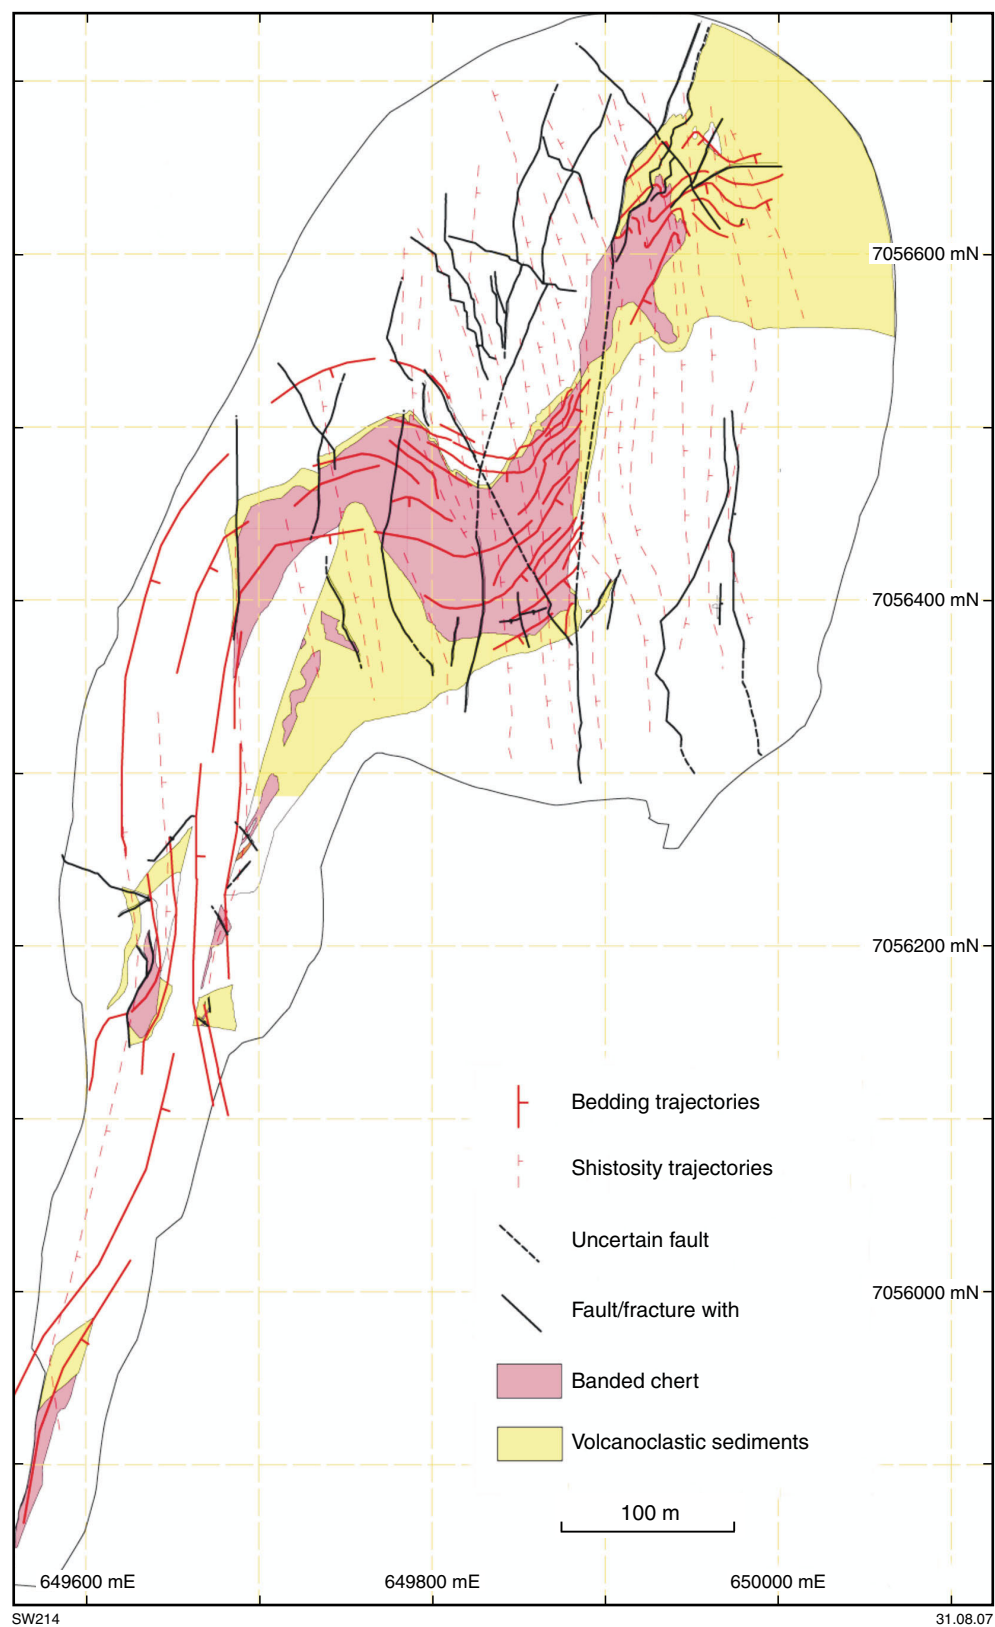 7056600 mN
7056400 mN
7056200 mN
Bedding trajectories
Shistosity trajectories
Uncertain fault
Fault/fracture with
7056000 mN
Banded chert
Volcanoclastic sediments
100 m
649600 mE
649800 mE
650000 mE
SW214
31.08.07